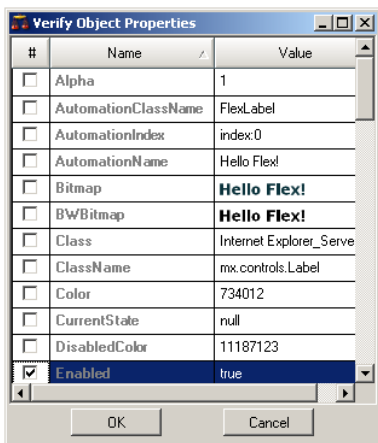 Verify Object Properties
# Name Value
Alpha 1
AutomationClassName FlexLabel
AutomationIndex index:0
AutomationName Hello Flex!
Bitmap Hello Flex!
BWBitmap Hello Flex!
Class Internet Explorer_Serve
ClassName mx.controls.Label
Color 734012
CurrentState null
DisabledColor 11187123
Enabled true
OK Cancel